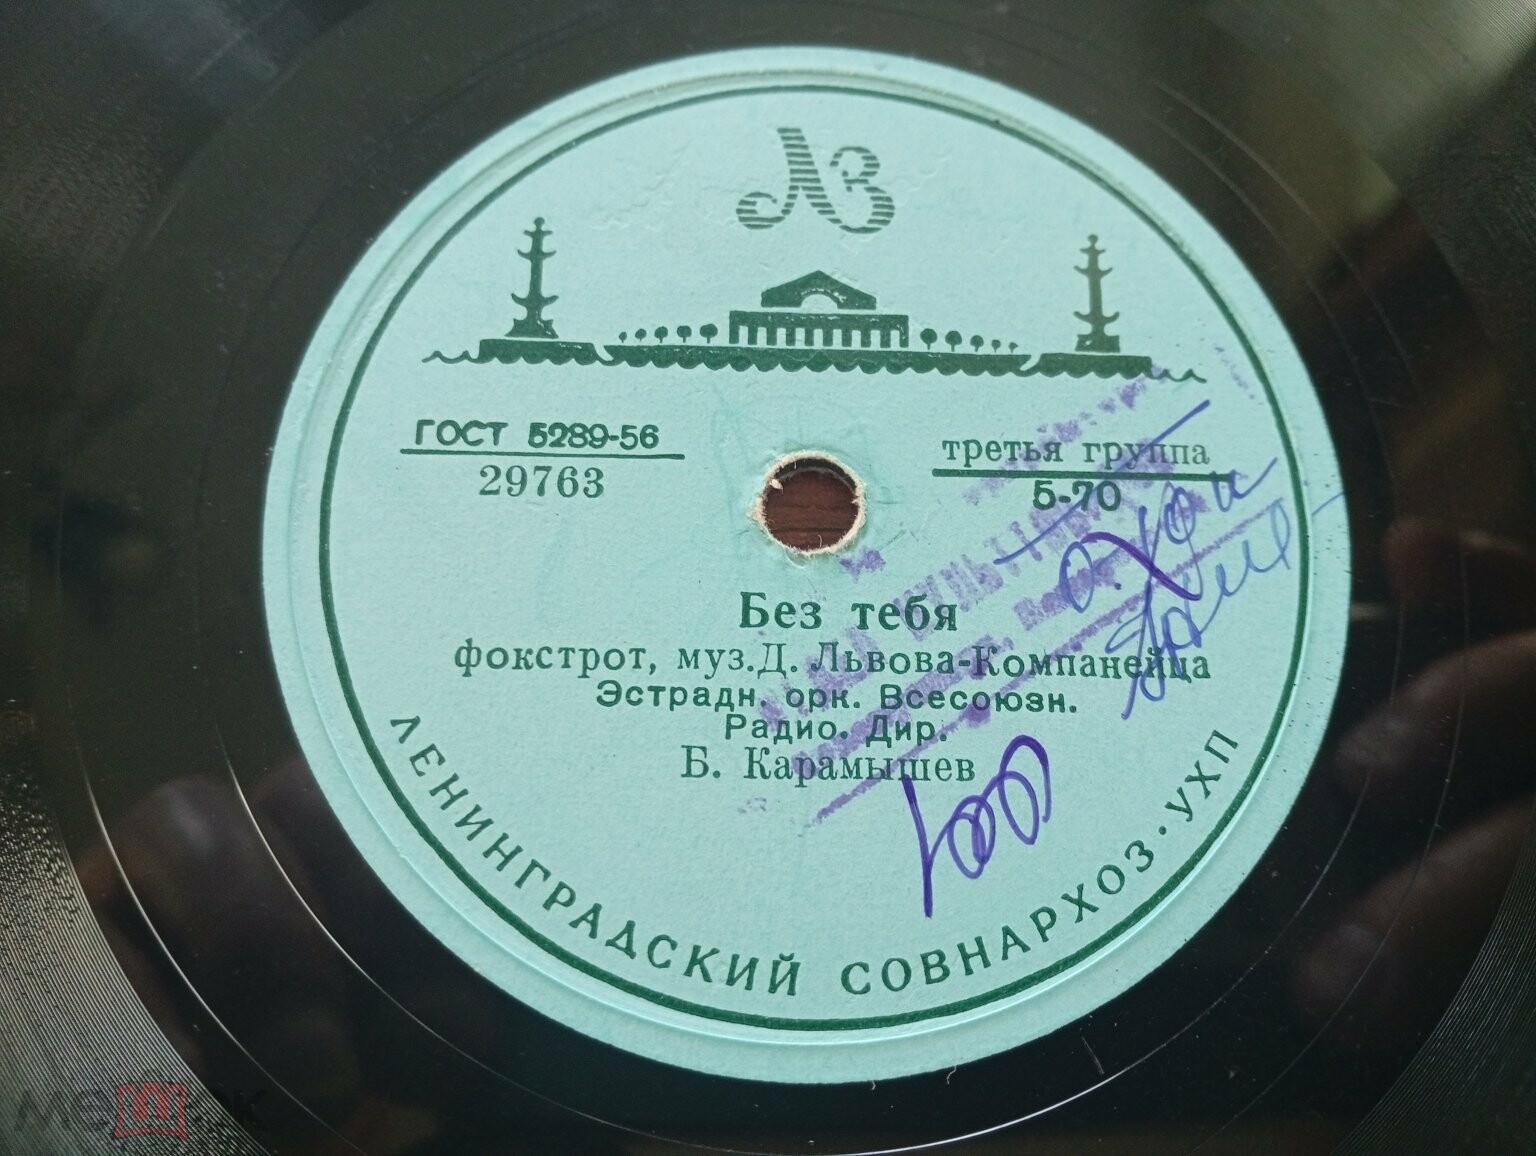 ЛЗ
ГОСТ 5289-56
29763
третья группа
5-70
Без тебя
фокстрот, муз.Д. Львова-Компанейца
Эстрадн. орк. Всесоюзн.
Радио. Дир.
Б. Карамышев
ЛЕНИНГРАДСКИЙ СОВНАРХОЗ · УХП